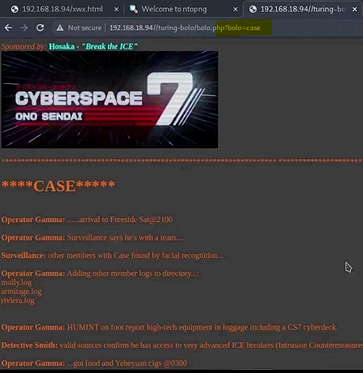 192.168.18.94/xwx.html
Welcome to ntopng
192.168.18.94//turing-bo
Not secure | 192.168.18.94//turing-bolo/bolo.php?bolo=case
Sponsored by: Hosaka - "Break the ICE"
CYBERSPACE 7
ONO SENDAI
****CASE*****
Operator Gamma: ......arrival to Freeside Sat@2100
Operator Gamma: Surveillance says he's with a team....
Surveillance: other members with Case found by facial recognition...
Operator Gamma: Adding other member logs to directory...:
molly.log
armitage.log
riviera.log
Operator Gamma: HUMINT on foot report high-tech equipment in luggage including a CS7 cyberdeck.
Detective Smith: valid sources confirm he has access to very advanced ICE breakers (Intrusion Countermeasures
Operator Gamma: ...got food and Yeheyuan cigs @0300